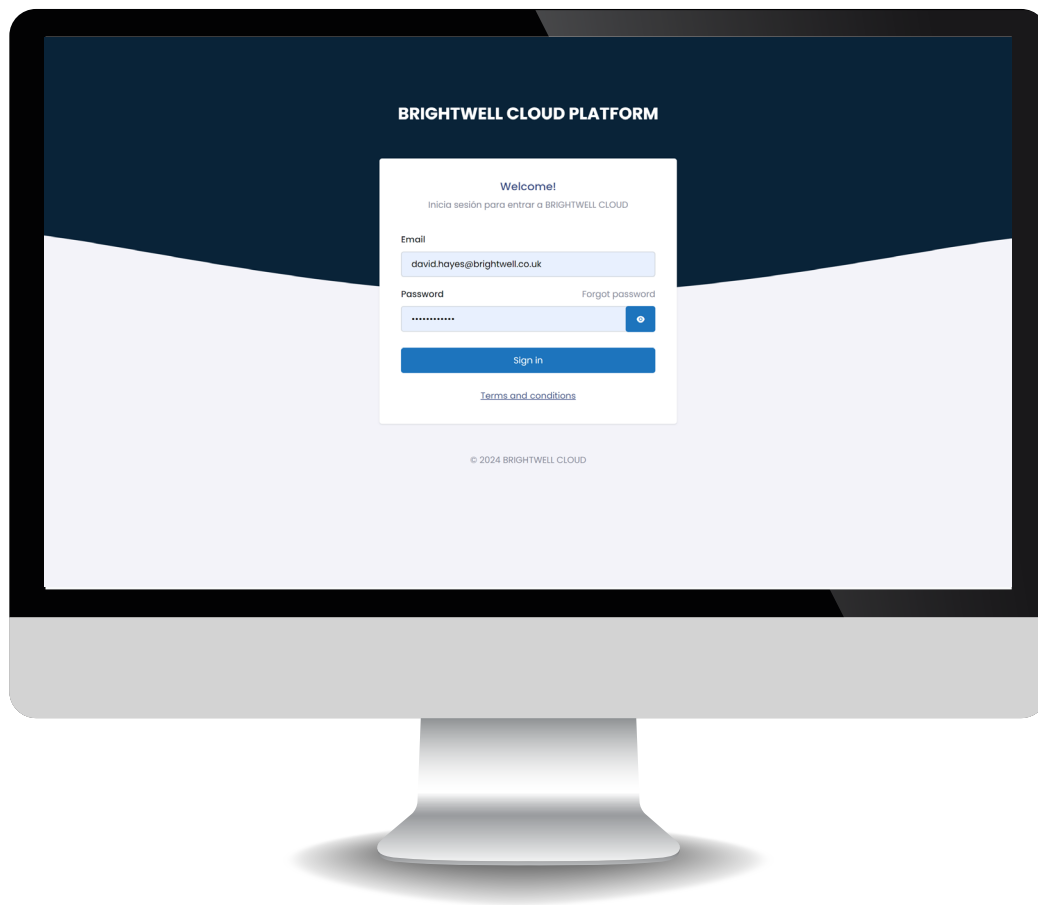 BRIGHTWELL CLOUD PLATFORM
Welcome!
Inicia sesión para entrar a BRIGHTWELL CLOUD
Email
david.hayes@brightwell.co.uk
Password Forgot password
••••••••••••
Sign in
Terms and conditions
© 2024 BRIGHTWELL CLOUD